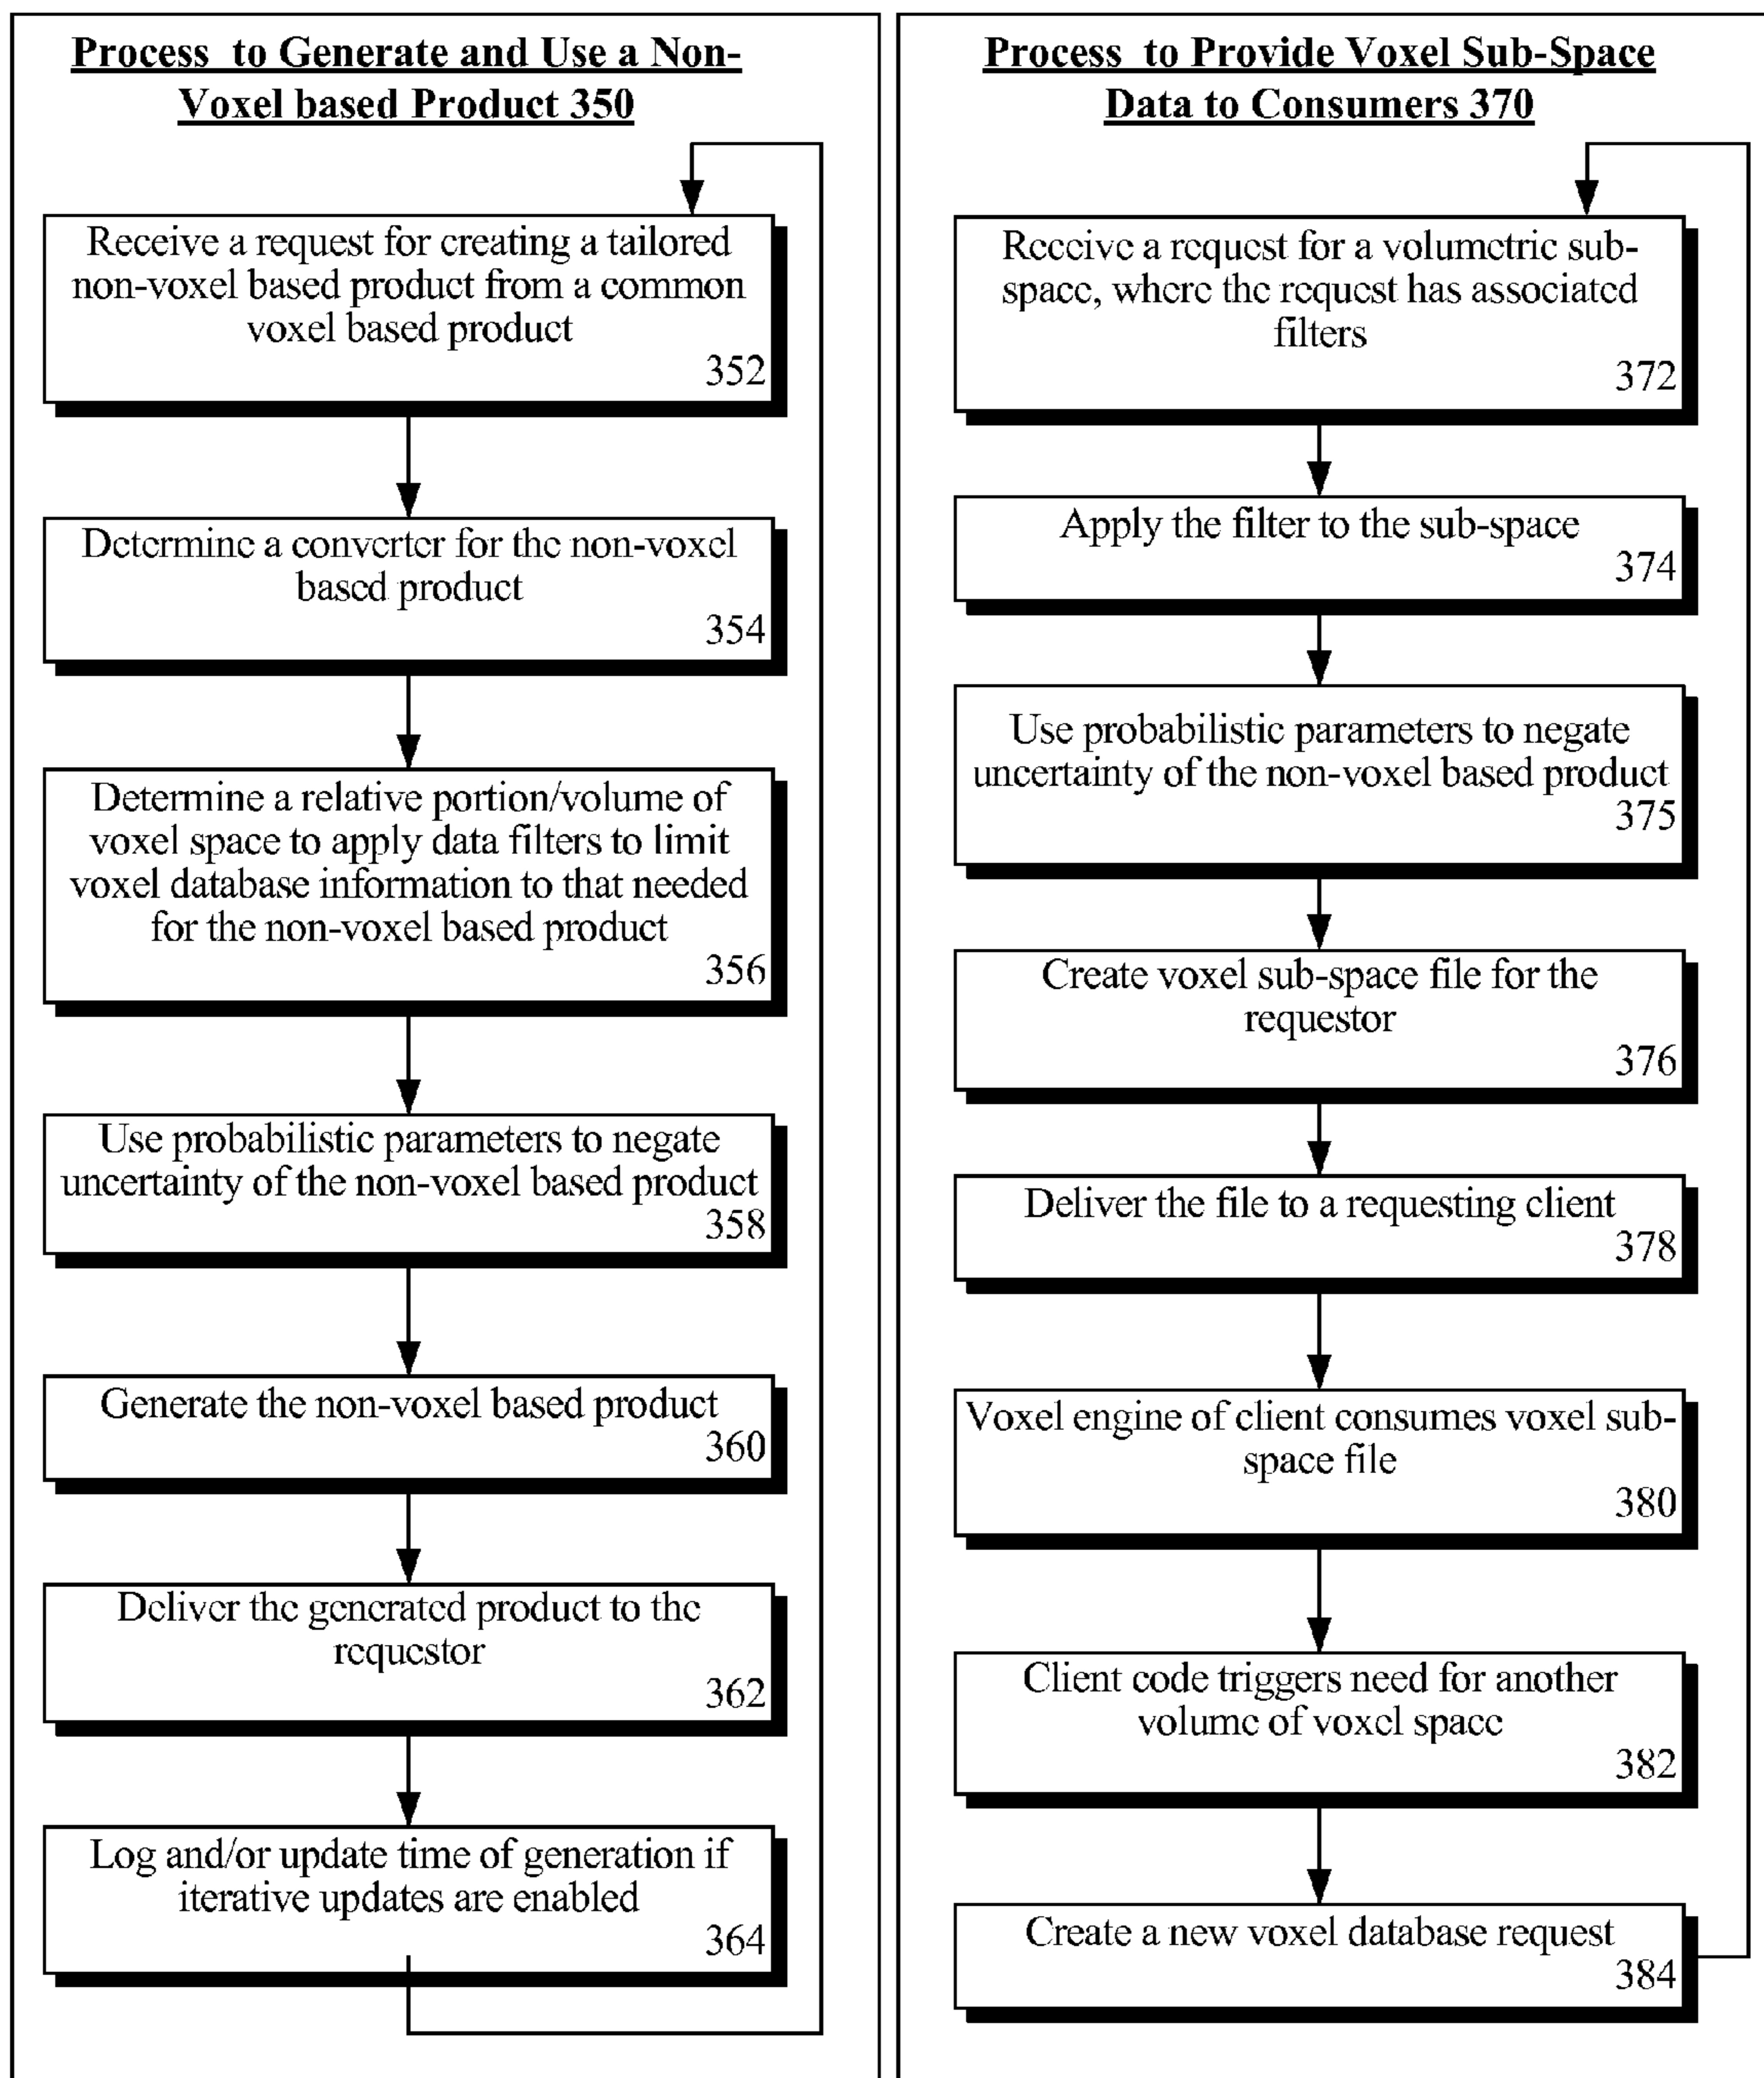 Process to Generate and Use a Non-
Voxel based Product 350
Receive a request for creating a tailored
non-voxel based product from a common
voxel based product
352
Determine a converter for the non-voxel
based product
354
Determine a relative portion/volume of
voxel space to apply data filters to limit
voxel database information to that needed
for the non-voxel based product
356
Use probabilistic parameters to negate
uncertainty of the non-voxel based product
358
Generate the non-voxel based product
360
Deliver the generated product to the
requestor
362
Log and/or update time of generation if
iterative updates are enabled
364
Process to Provide Voxel Sub-Space
Data to Consumers 370
Receive a request for a volumetric sub-
space, where the request has associated
filters
372
Apply the filter to the sub-space
374
Use probabilistic parameters to negate
uncertainty of the non-voxel based product
375
Create voxel sub-space file for the
requestor
376
Deliver the file to a requesting client
378
Voxel engine of client consumes voxel sub-
space file
380
Client code triggers need for another
volume of voxel space
382
Create a new voxel database request
384